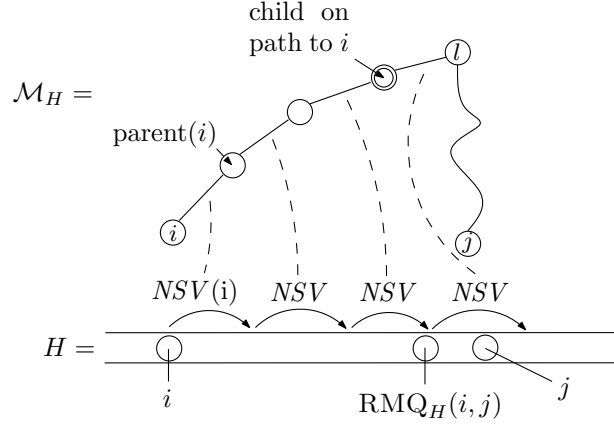 child on
path to i
l
M_H =
parent(i)
i
j
NSV(i) NSV NSV NSV
H =
i
RMQ_H(i, j)
j